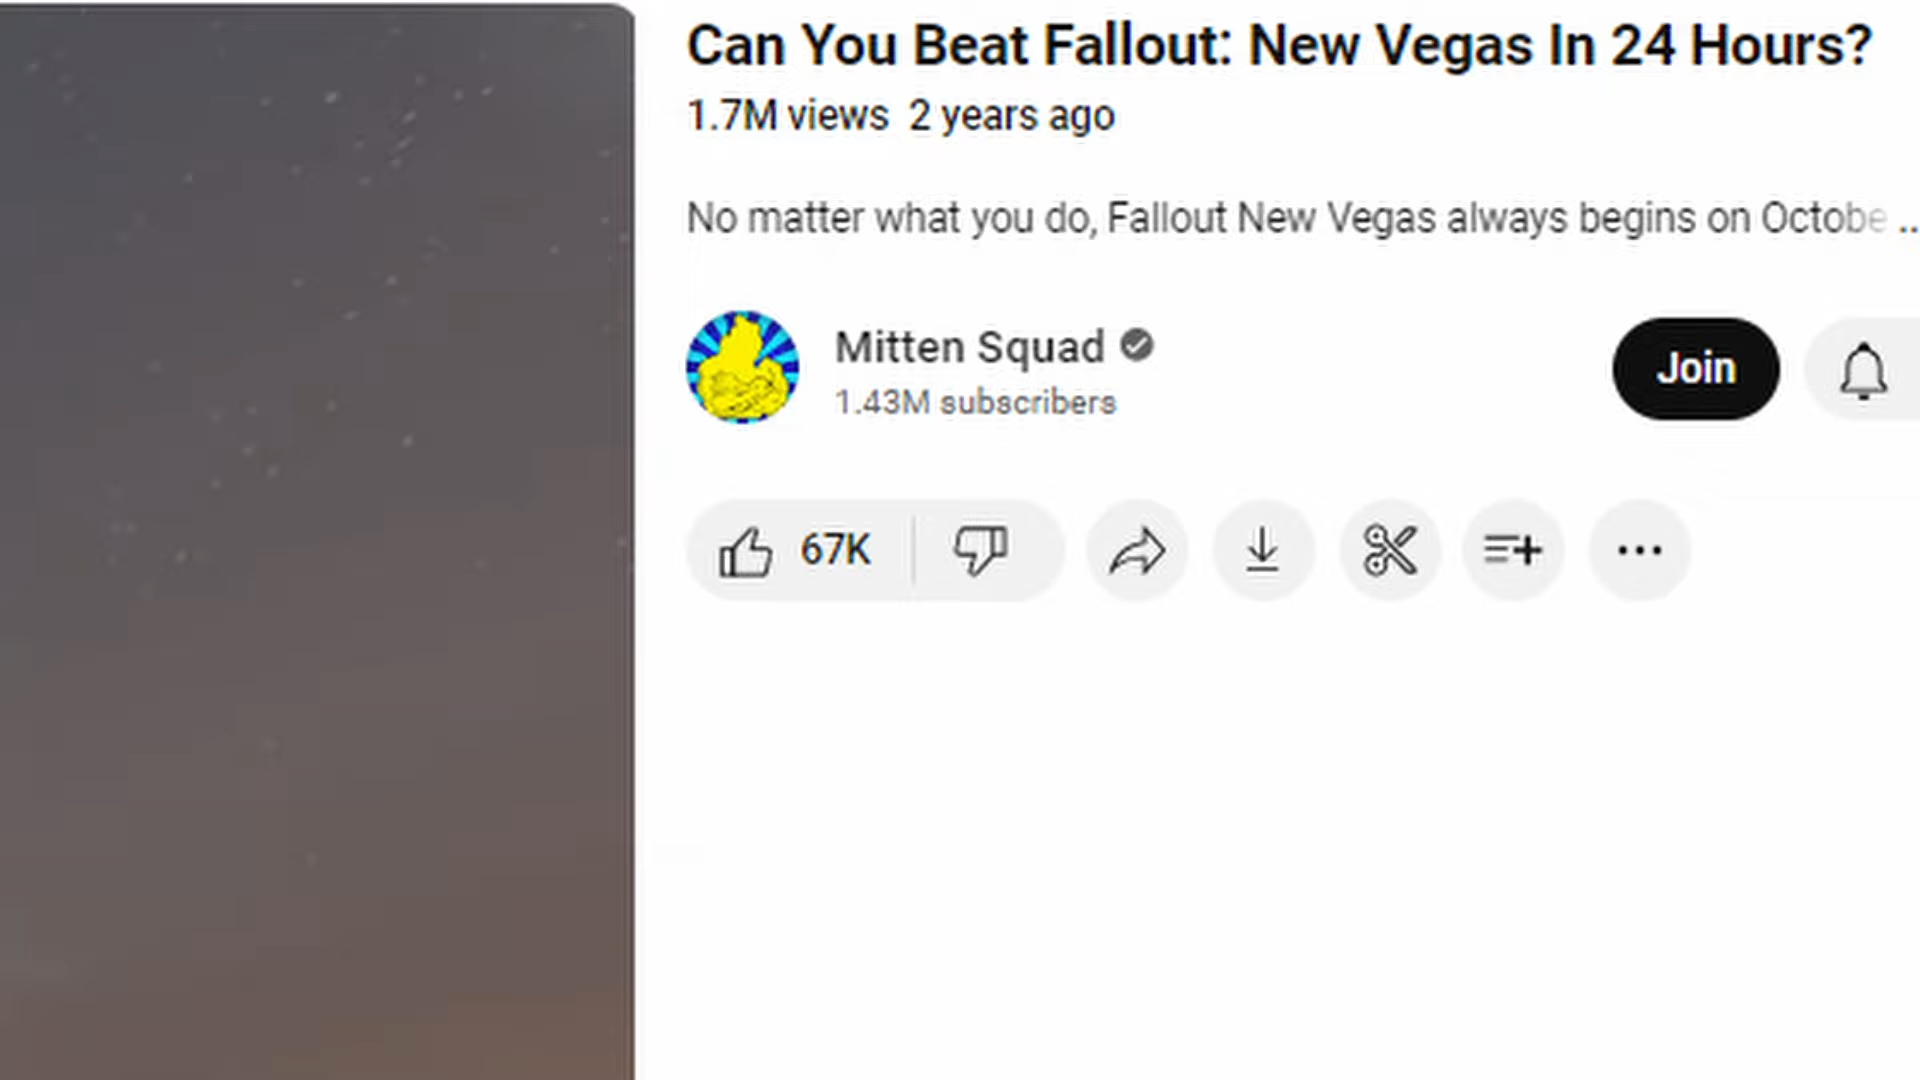 Can You Beat Fallout: New Vegas In 24 Hours?
1.7M views 2 years ago
No matter what you do, Fallout New Vegas always begins on Octobe ...
Mitten Squad
1.43M subscribers
Join
67K